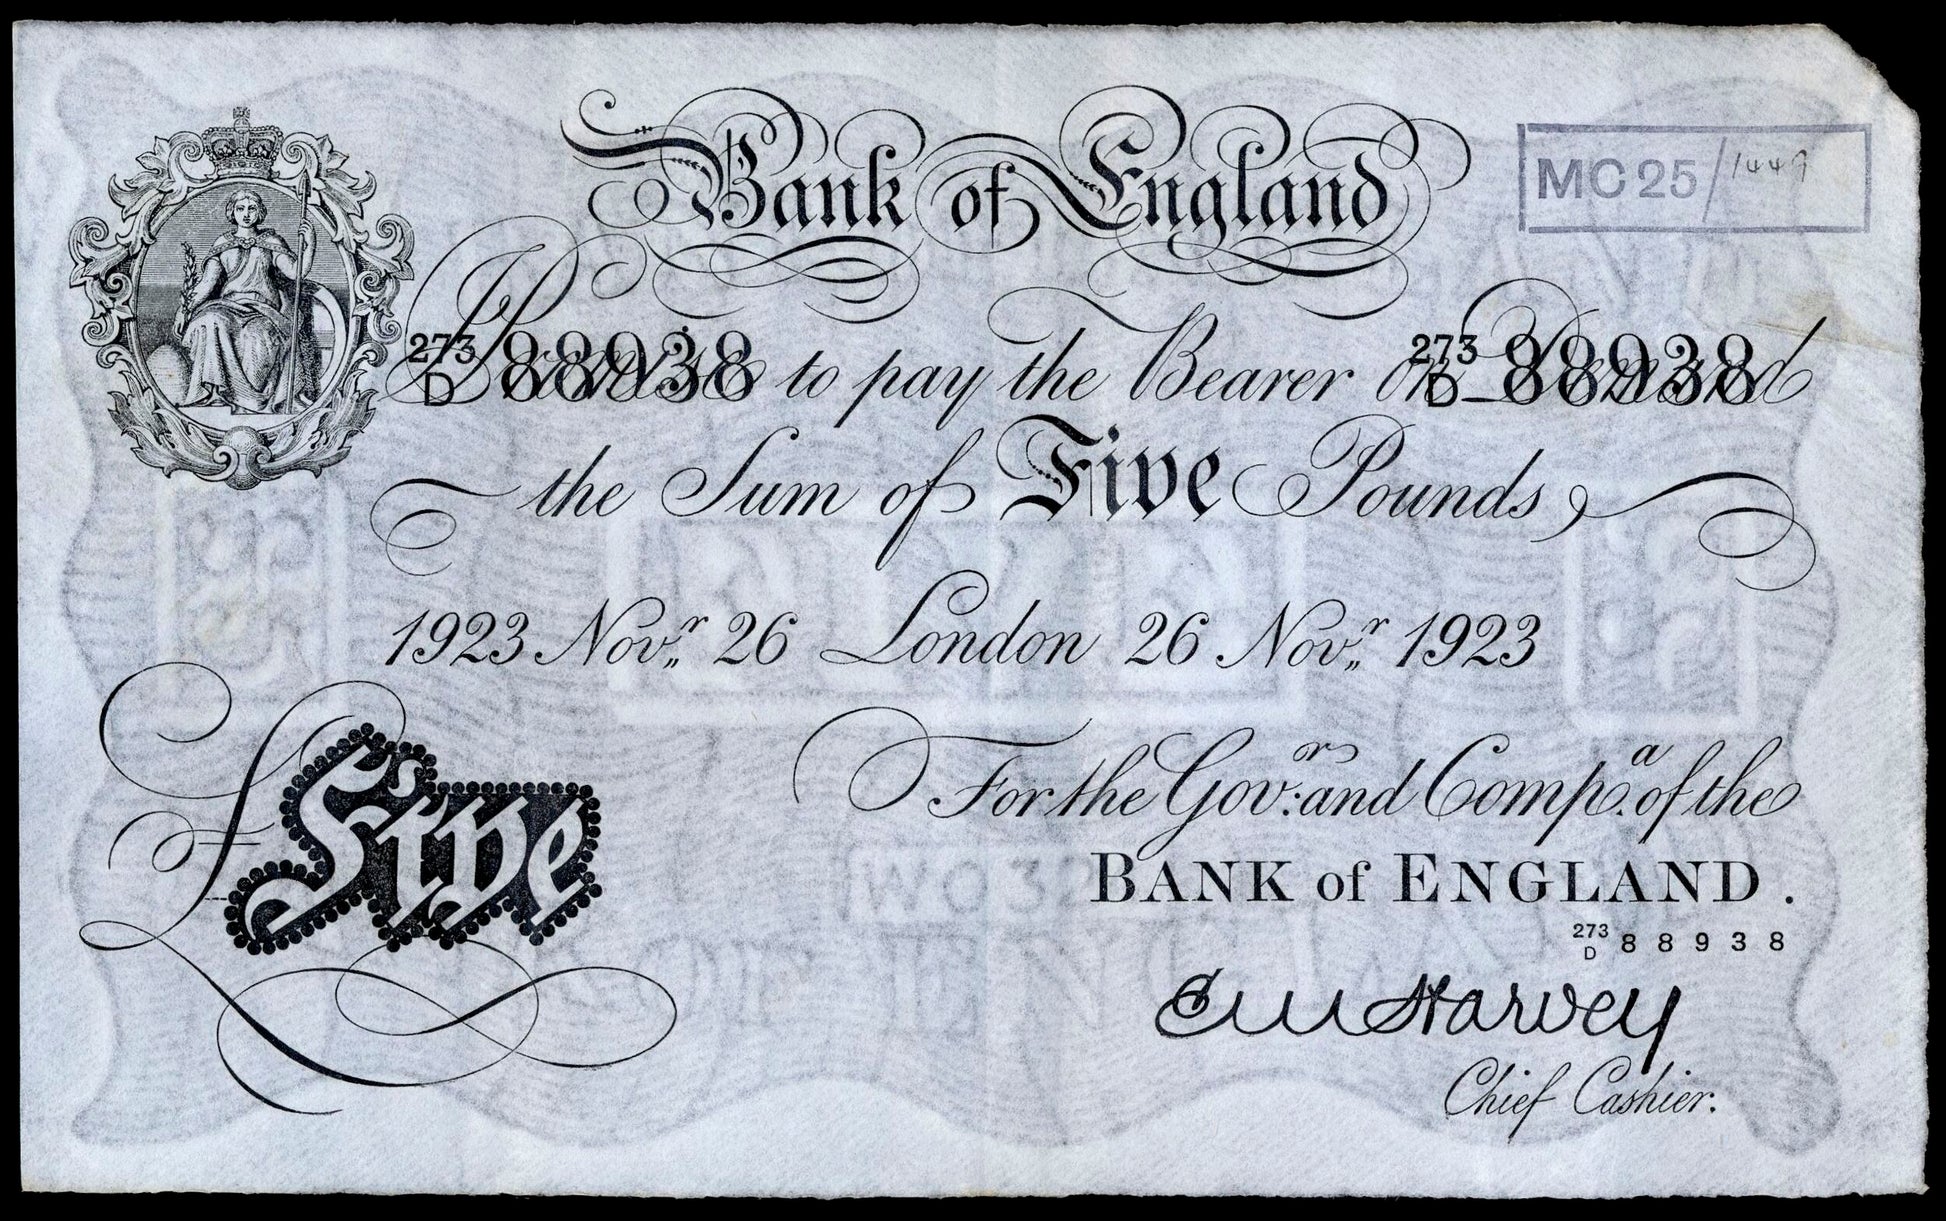 Bank of England
MC 25/1449
273 D 88938 273 D 88938
I Promise to pay the Bearer on Demand
the Sum of Five Pounds
1923 Novr 26 London 26 Novr 1923
For the Govr: and Compa. of the
£Five
BANK of ENGLAND.
273 D 88938
E M Harvey
Chief Cashier.